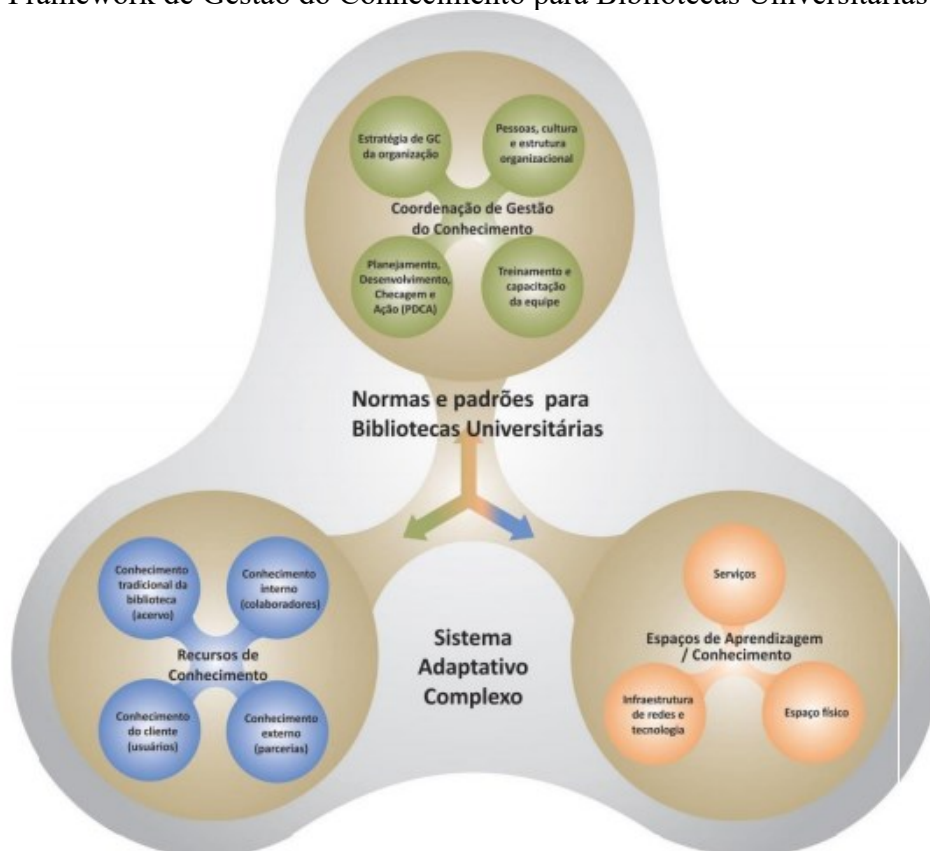 Framework de Gestão do Conhecimento para Bibliotecas Universitárias
Estratégia de GC
da organização
Pessoas, cultura
e estrutura
organizacional
Coordenação de Gestão
do Conhecimento
Planejamento,
Desenvolvimento,
Checagem e
Ação (PDCA)
Treinamento e
capacitação
da equipe
Normas e padrões para
Bibliotecas Universitárias
Conhecimento
tradicional da
biblioteca
(acervo)
Conhecimento
interno
(colaboradores)
Recursos de
Conhecimento
Conhecimento
do cliente
(usuários)
Conhecimento
externo
(parcerias)
Sistema
Adaptativo
Complexo
Serviços
Espaços de Aprendizagem
/ Conhecimento
Infraestrutura
de redes e
tecnologia
Espaço físico